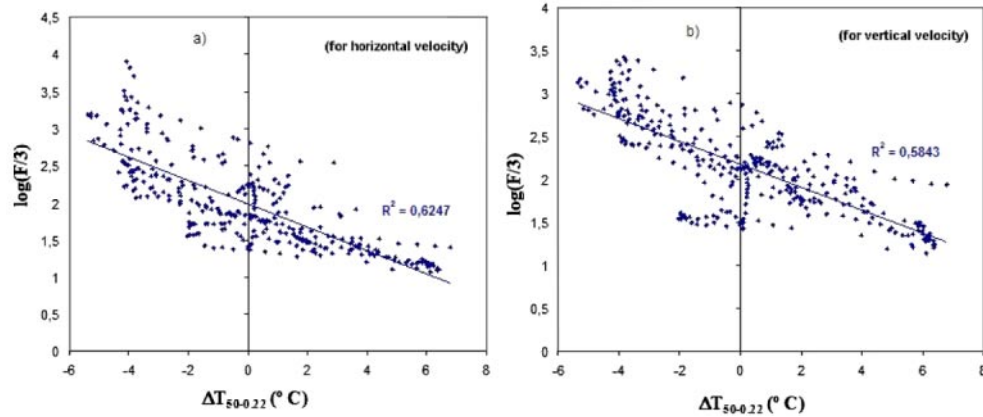 a)
(for horizontal velocity)
4,5
4
3,5
3
2,5
2
1,5
1
0,5
0
log(F/3)
R² = 0,6247
-6 -4 -2 0 2 4 6 8
ΔT50-0.22 (º C)
b)
(for vertical velocity)
4
3,5
3
2,5
2
1,5
1
0,5
0
log(F/3)
R² = 0,5843
-6 -4 -2 0 2 4 6 8
ΔT50-0.22 (º C)